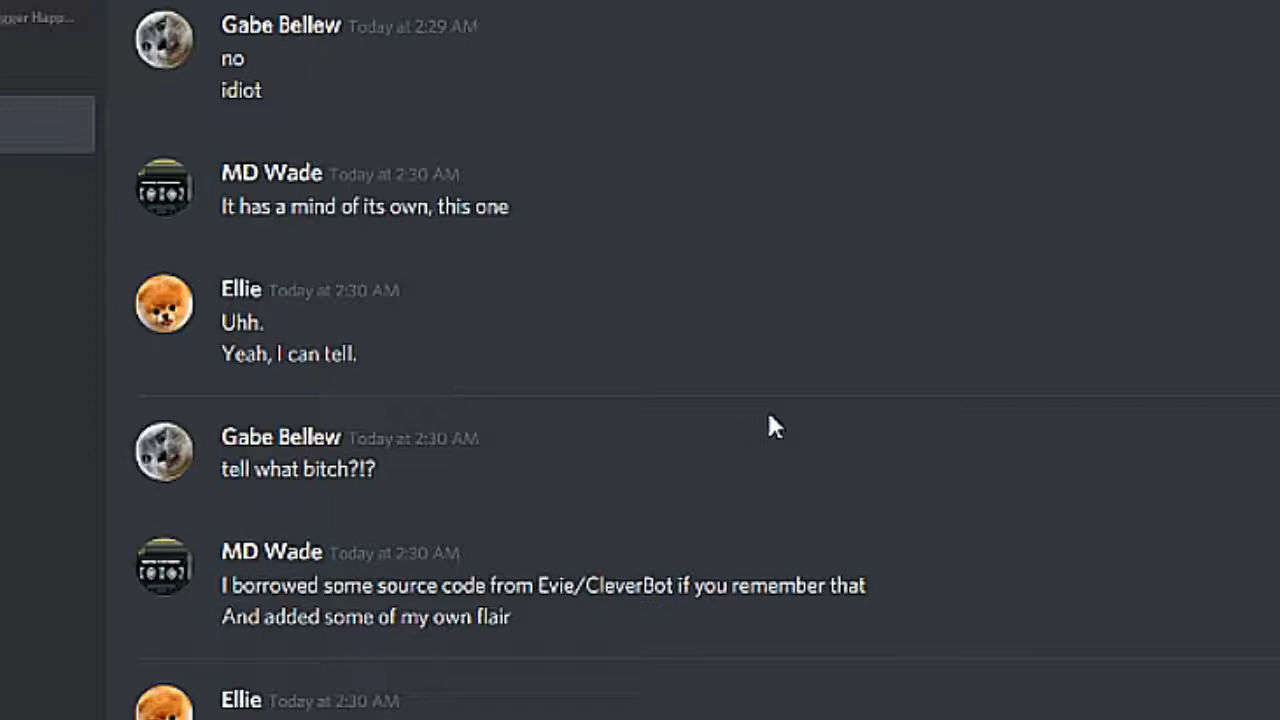 Gabe Bellew Today at 2:29 AM
no
idiot
MD Wade Today at 2:30 AM
It has a mind of its own, this one
Ellie Today at 2:30 AM
Uhh.
Yeah, I can tell.
Gabe Bellew Today at 2:30 AM
tell what bitch?!?
MD Wade Today at 2:30 AM
I borrowed some source code from Evie/CleverBot if you remember that
And added some of my own flair
Ellie Today at 2:30 AM